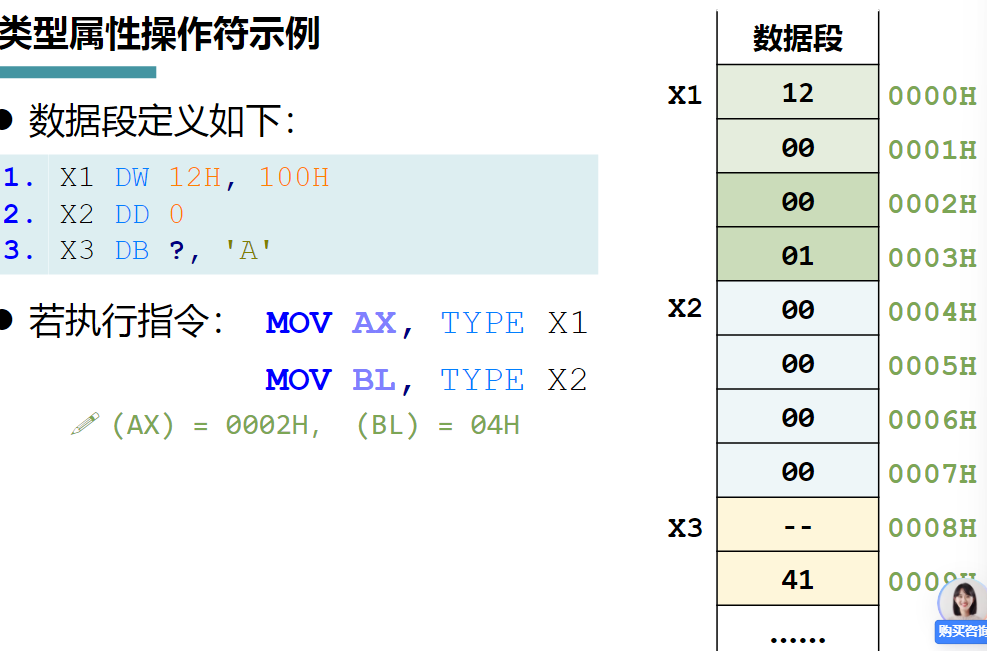 类型属性操作符示例
● 数据段定义如下：
1. X1 DW 12H, 100H
2. X2 DD 0
3. X3 DB ?, 'A'
● 若执行指令： MOV AX, TYPE X1
MOV BL, TYPE X2
(AX) = 0002H, (BL) = 04H
数据段
X1 12 0000H
00 0001H
00 0002H
01 0003H
X2 00 0004H
00 0005H
00 0006H
00 0007H
X3 -- 0008H
41 0009H
……
购买咨询